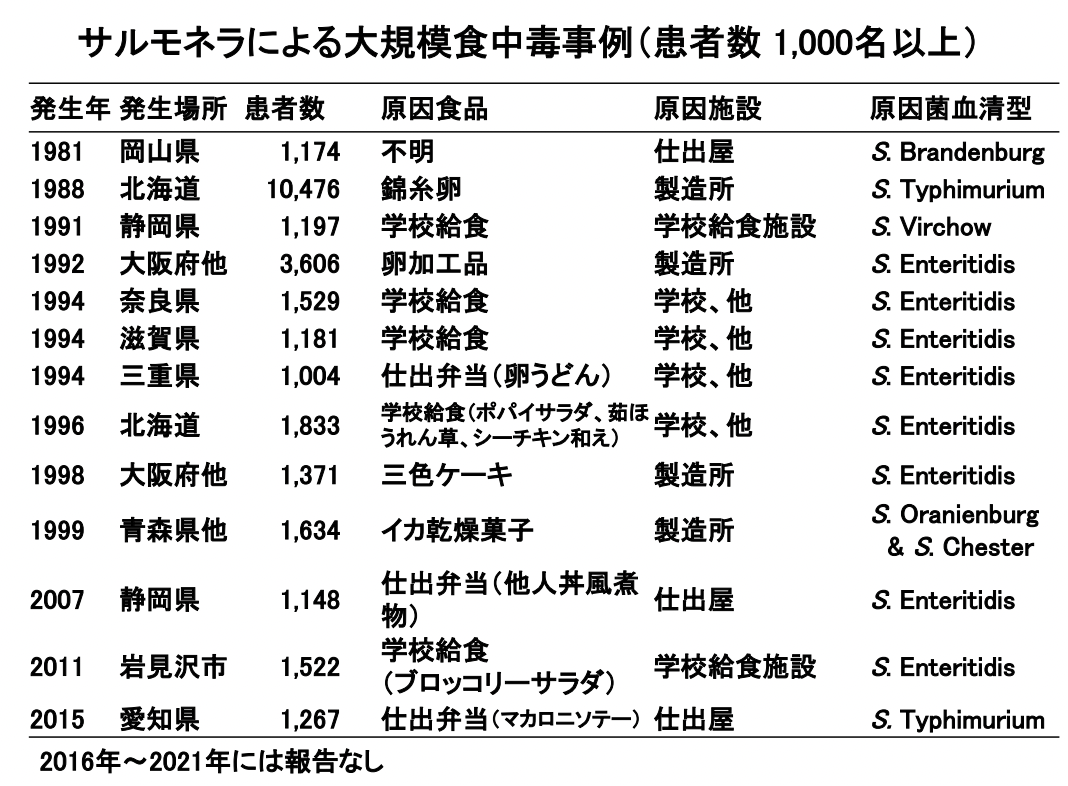 サルモネラによる大規模食中毒事例（患者数 1,000名以上）
発生年 発生場所 患者数 原因食品 原因施設 原因菌血清型
1981 岡山県 1,174 不明 仕出屋 S. Brandenburg
1988 北海道 10,476 錦糸卵 製造所 S. Typhimurium
1991 静岡県 1,197 学校給食 学校給食施設 S. Virchow
1992 大阪府他 3,606 卵加工品 製造所 S. Enteritidis
1994 奈良県 1,529 学校給食 学校、他 S. Enteritidis
1994 滋賀県 1,181 学校給食 学校、他 S. Enteritidis
1994 三重県 1,004 仕出弁当（卵うどん） 学校、他 S. Enteritidis
1996 北海道 1,833 学校給食（ポパイサラダ、茹ほ
うれん草、シーチキン和え） 学校、他 S. Enteritidis
1998 大阪府他 1,371 三色ケーキ 製造所 S. Enteritidis
1999 青森県他 1,634 イカ乾燥菓子 製造所 S. Oranienburg
& S. Chester
2007 静岡県 1,148 仕出弁当（他人丼風煮
物） 仕出屋 S. Enteritidis
2011 岩見沢市 1,522 学校給食
（ブロッコリーサラダ） 学校給食施設 S. Enteritidis
2015 愛知県 1,267 仕出弁当（マカロニソテー） 仕出屋 S. Typhimurium
2016年～2021年には報告なし